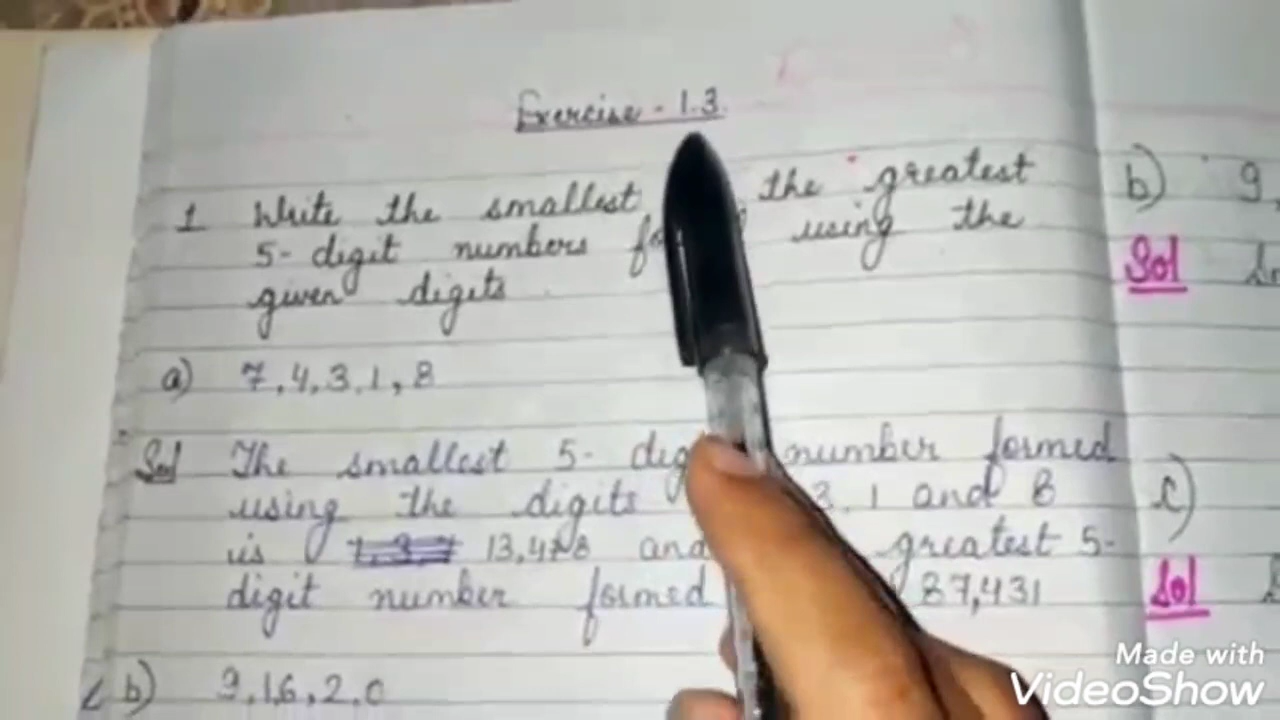 Exercise - 1.3.
1 Write the smallest the greatest
5- digit numbers using the
given digits
a) 7,4,3,1,8
Sol The smallest 5- number formed
using the digits 3, 1 and 8
is 13,478 and greatest 5-
digit number formed 87,431
b) 9,1,6,2,0
b) 9,
Sol
c)
Sol
Made with
VideoShow